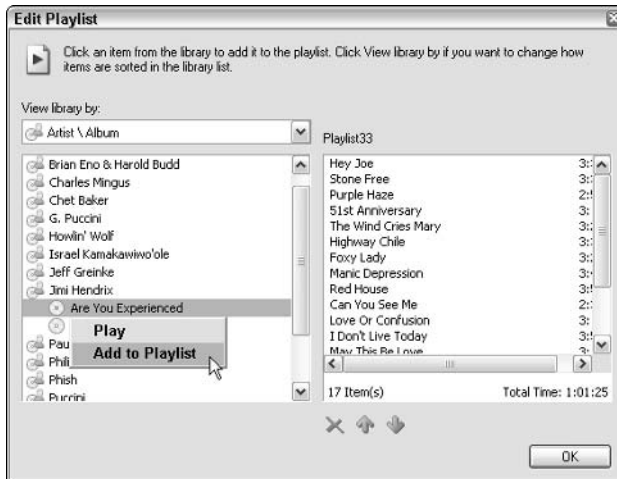 Edit Playlist
Click an item from the library to add it to the playlist. Click View library by if you want to change how
items are sorted in the library list.
View library by:
Artist \ Album
Playlist33
Brian Eno & Harold Budd
Charles Mingus
Chet Baker
G. Puccini
Howlin' Wolf
Israel Kamakawiwo'ole
Jeff Greinke
Jimi Hendrix
Are You Experienced
Play
Add to Playlist
Pau
Phili
Phish
Puccini
Hey Joe
Stone Free
Purple Haze
51st Anniversary
The Wind Cries Mary
Highway Chile
Foxy Lady
Manic Depression
Red House
Can You See Me
Love Or Confusion
I Don't Live Today
May This Be Love
17 Item(s)
Total Time: 1:01:25
OK